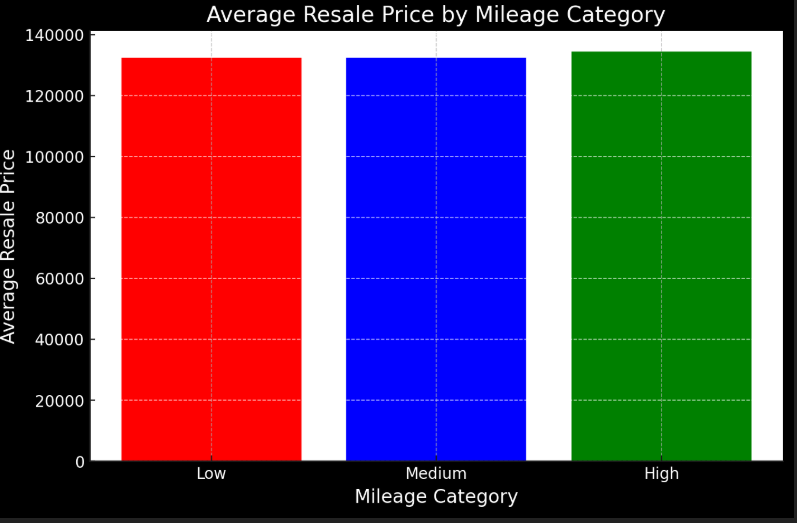 Average Resale Price by Mileage Category
Average Resale Price
140000
120000
100000
80000
60000
40000
20000
0
Low Medium High
Mileage Category